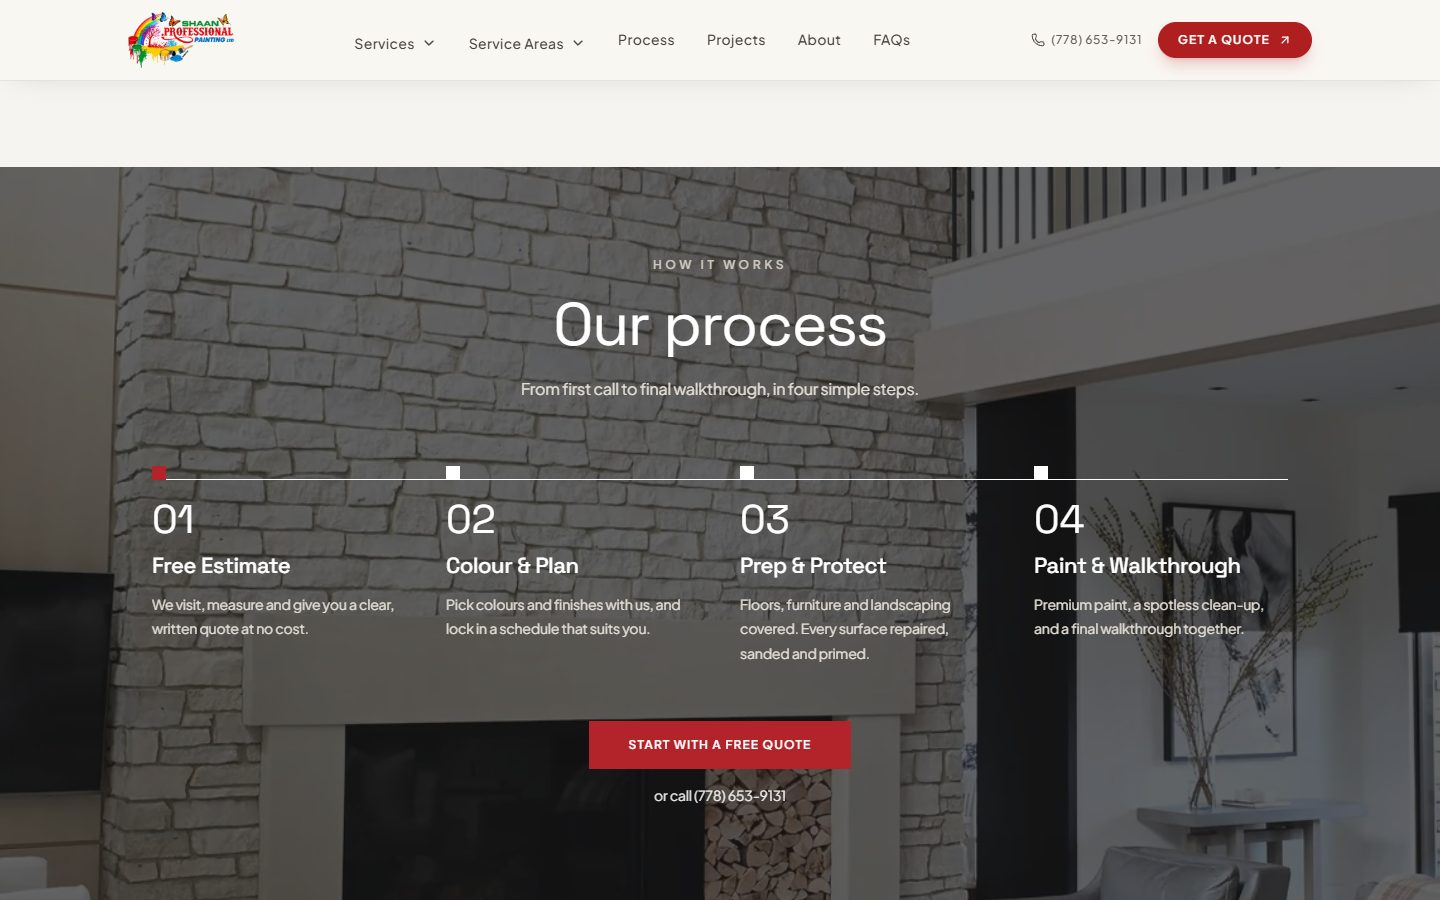 SHAAN
PROFESSIONAL
PAINTING LTD
Services
Service Areas
Process
Projects
About
FAQs
(778) 653-9131
GET A QUOTE
HOW IT WORKS
Our process
From first call to final walkthrough, in four simple steps.
01
Free Estimate
We visit, measure and give you a clear,
written quote at no cost.
02
Colour & Plan
Pick colours and finishes with us, and
lock in a schedule that suits you.
03
Prep & Protect
Floors, furniture and landscaping
covered. Every surface repaired,
sanded and primed.
04
Paint & Walkthrough
Premium paint, a spotless clean-up,
and a final walkthrough together.
START WITH A FREE QUOTE
or call (778) 653-9131